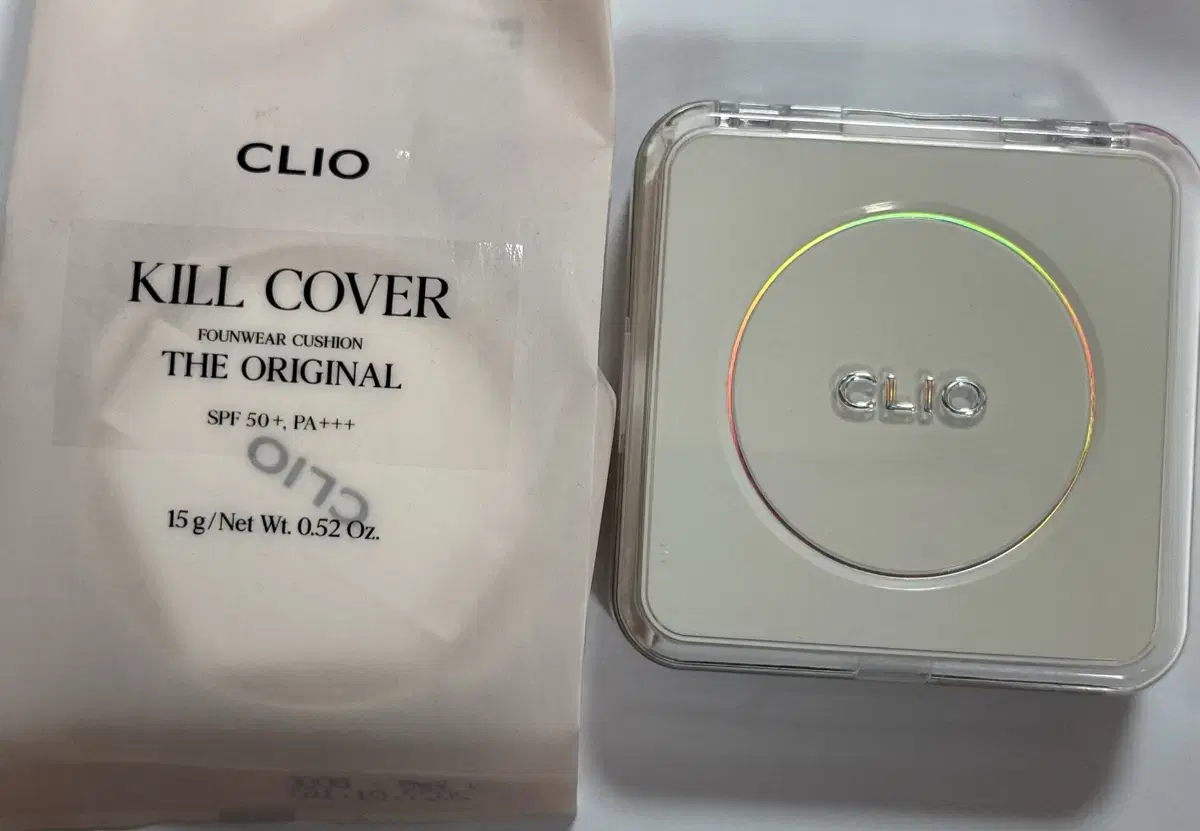 CLIO
KILL COVER
FOUNWEAR CUSHION
THE ORIGINAL
SPF 50+, PA+++
CLIO
15 g/Net Wt. 0.52 Oz.
CLIO